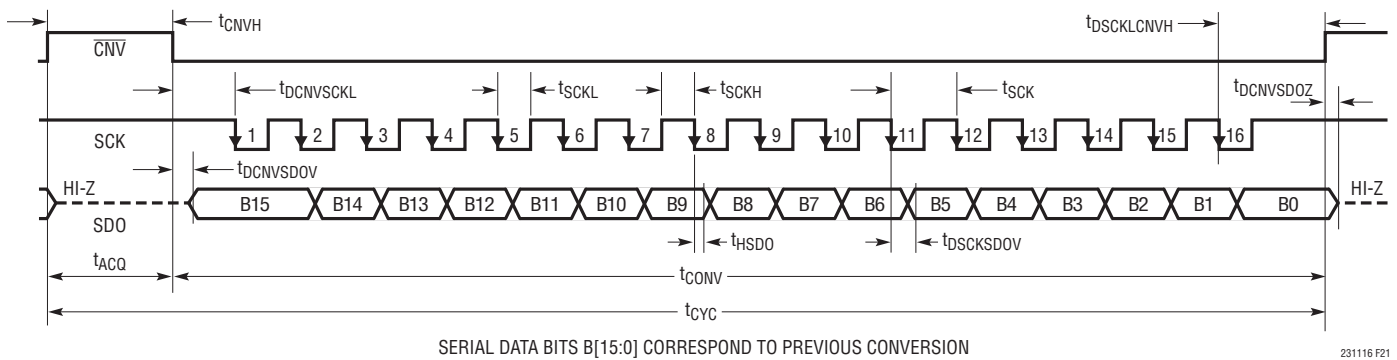 tCNVH
tDSCKLCNVH
CNV
tDCNVSCKL
tSCKL
tSCKH
tSCK
tDCNVSDOZ
SCK
1 2 3 4 5 6 7 8 9 10 11 12 13 14 15 16
tDCNVSDOV
HI-Z
HI-Z
SDO
B15 B14 B13 B12 B11 B10 B9 B8 B7 B6 B5 B4 B3 B2 B1 B0
tHSDO
tDSCKSDOV
tACQ
tCONV
tCYC
SERIAL DATA BITS B[15:0] CORRESPOND TO PREVIOUS CONVERSION
231116 F21